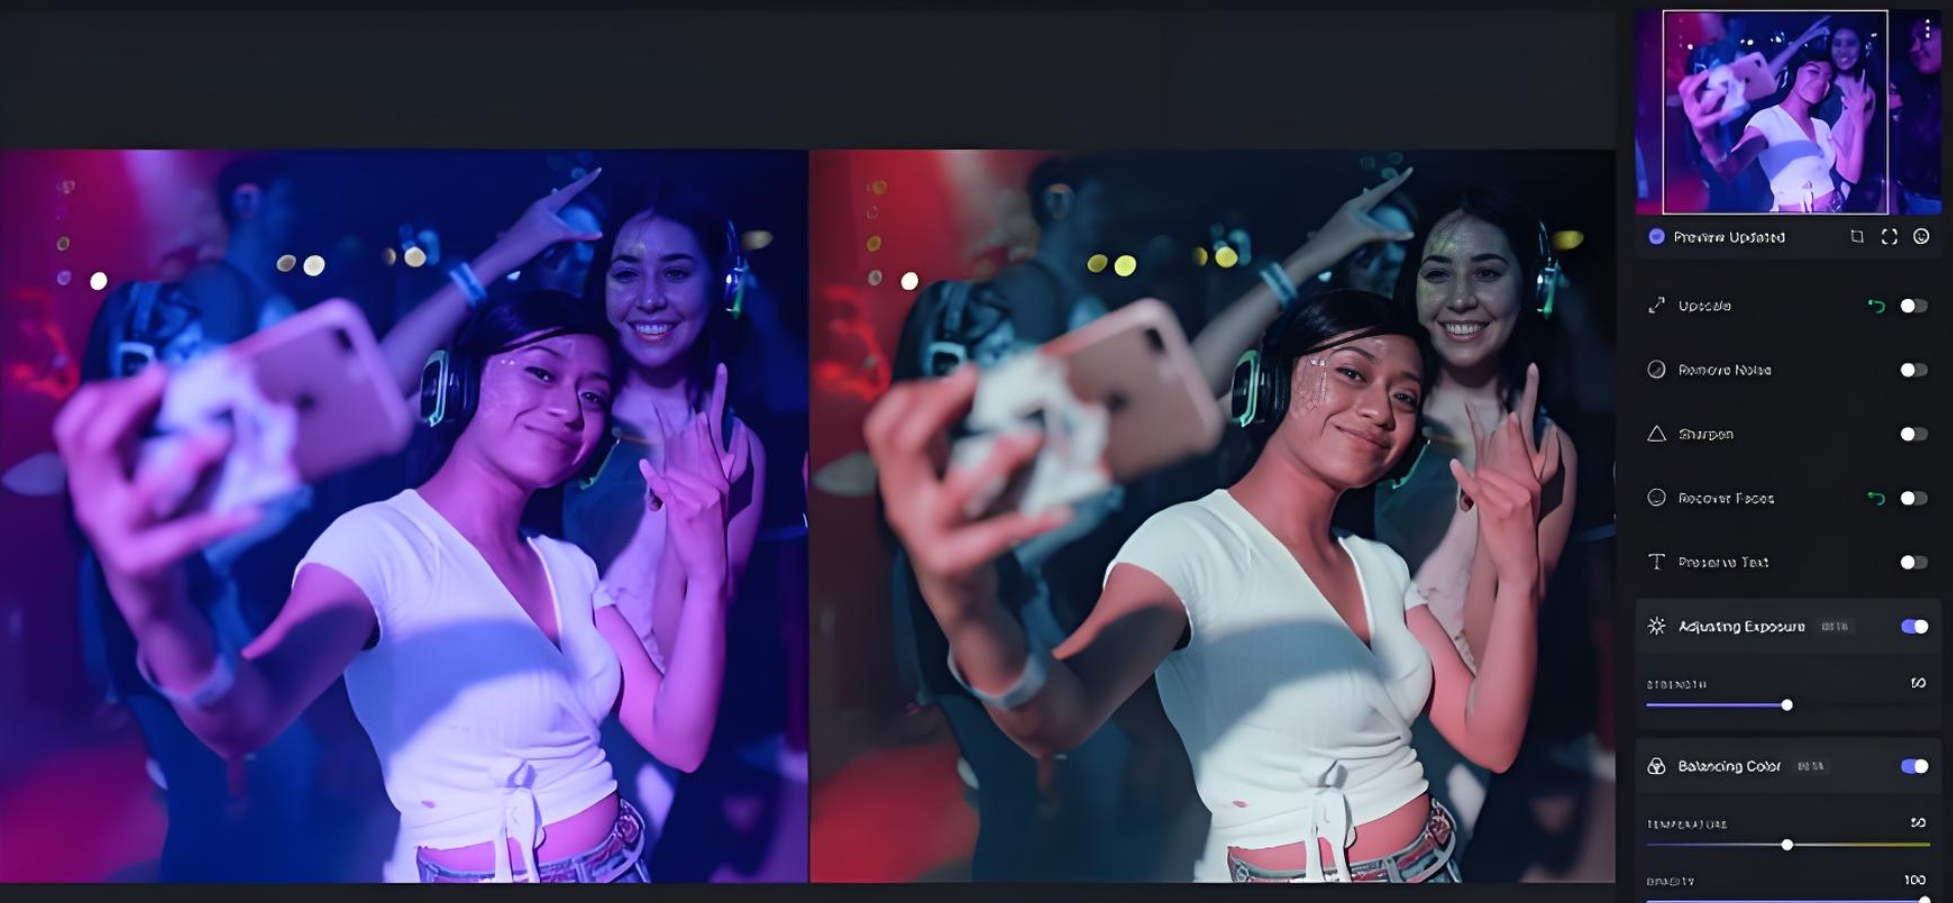 Preview Updated
Upscale
Remove Noise
Sharpen
Recover Faces
Preserve Text
Adjusting Exposure BETA
STRENGTH 50
Balancing Color BETA
TEMPERATURE 50
OPACITY 100